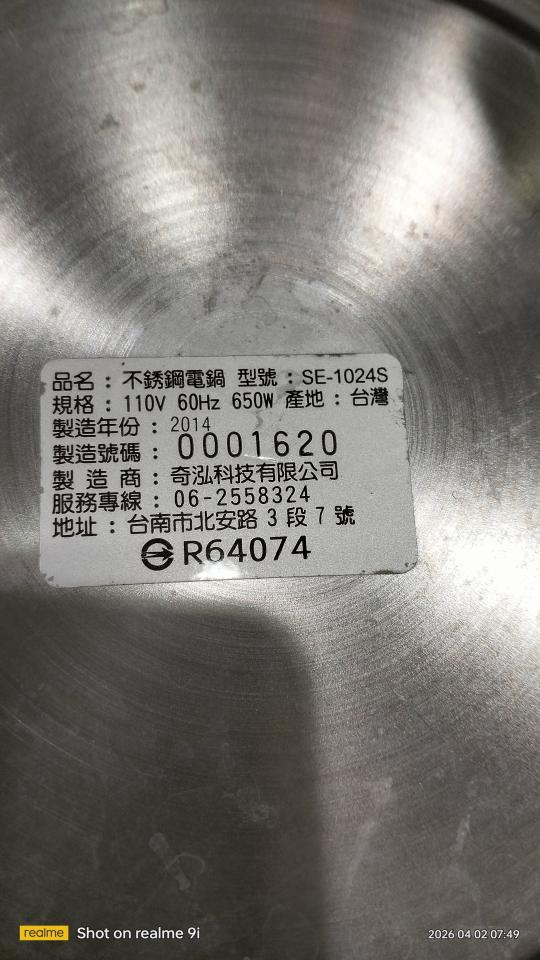 品名：不銹鋼電鍋 型號：SE-1024S
規格：110V 60Hz 650W 產地：台灣
製造年份：2014
製造號碼：0001620
製造商：奇泓科技有限公司
服務專線：06-2558324
地址：台南市北安路3段7號
R64074
realme Shot on realme 9i
2026 04 02 07:49